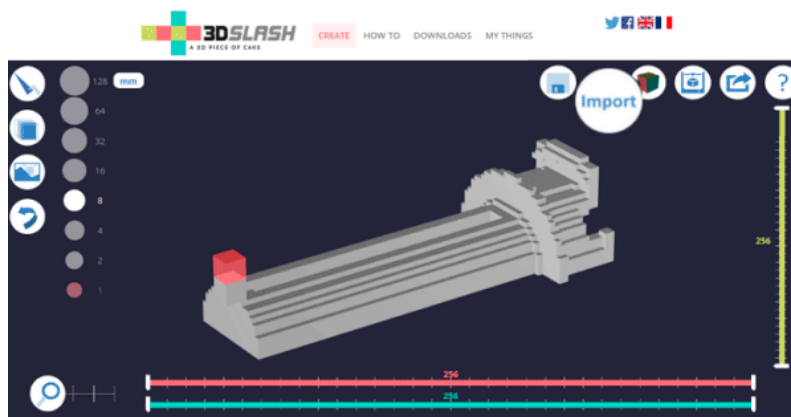 3DSLASH
A 3D PIECE OF CAKE
CREATE HOW TO DOWNLOADS MY THINGS
128 mm
64
32
16
8
4
2
1
Import
?
256
256
256